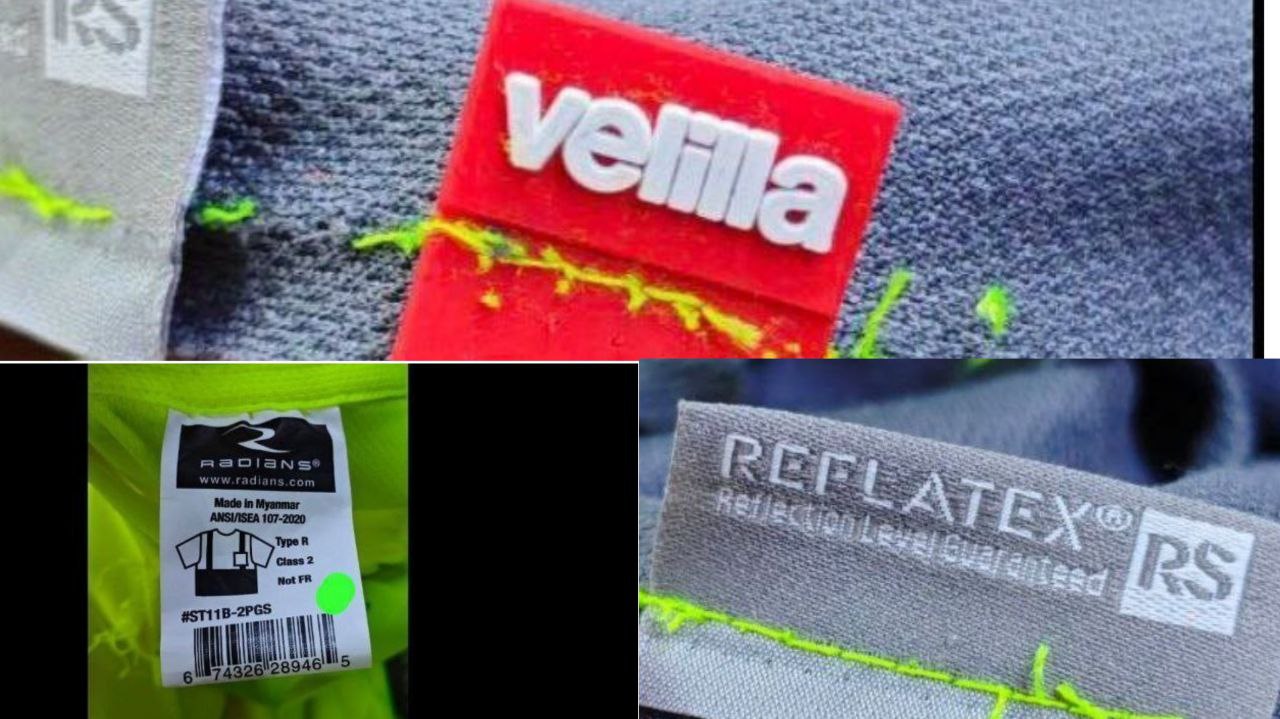 RS
velilla
RADIANS®
www.radians.com
Made in Myanmar
ANSI/ISEA 107-2020
Type R
Class 2
Not FR
#ST11B-2PGS
6 74326 28946 5
REFLATEX® RS
Reflection Level Guaranteed